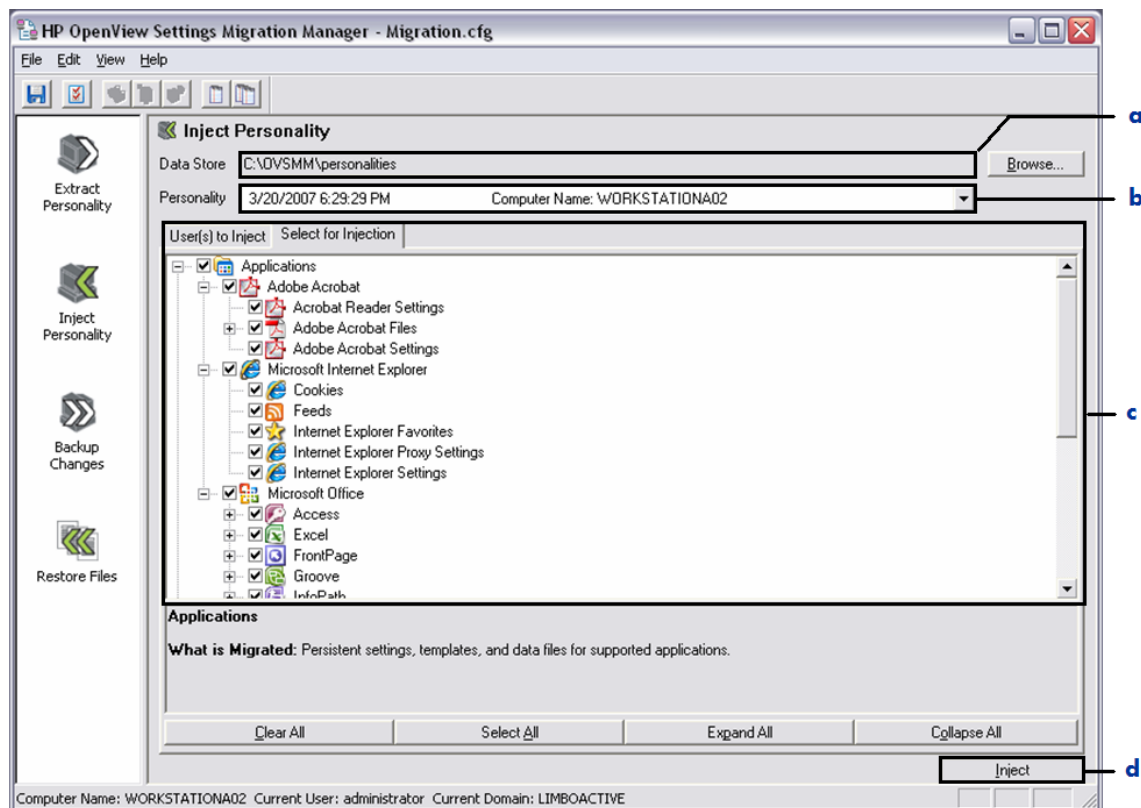 HP OpenView Settings Migration Manager - Migration.cfg
File Edit View Help
Inject Personality
a
Data Store C:\OVSMM\personalities Browse...
Personality 3/20/2007 6:29:29 PM Computer Name: WORKSTATIONA02
b
User(s) to Inject Select for Injection
Extract
Personality
Inject
Personality
Backup
Changes
Restore Files
Applications
Adobe Acrobat
Acrobat Reader Settings
Adobe Acrobat Files
Adobe Acrobat Settings
Microsoft Internet Explorer
Cookies
Feeds
Internet Explorer Favorites
Internet Explorer Proxy Settings
Internet Explorer Settings
Microsoft Office
Access
Excel
FrontPage
Groove
InfoPath
c
Applications
What is Migrated: Persistent settings, templates, and data files for supported applications.
Clear All Select All Expand All Collapse All
Inject
d
Computer Name: WORKSTATIONA02 Current User: administrator Current Domain: LIMBOACTIVE